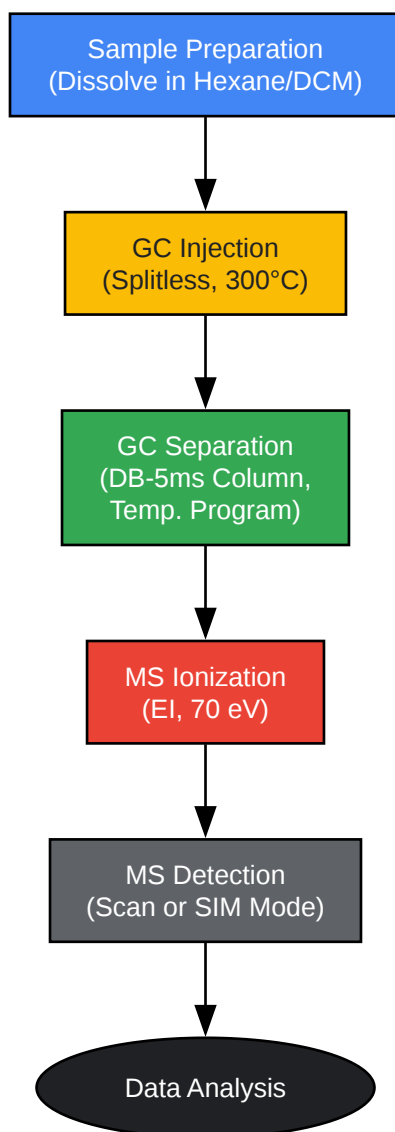 Sample Preparation
(Dissolve in Hexane/DCM)
GC Injection
(Splitless, 300°C)
GC Separation
(DB-5ms Column,
Temp. Program)
MS Ionization
(EI, 70 eV)
MS Detection
(Scan or SIM Mode)
Data Analysis